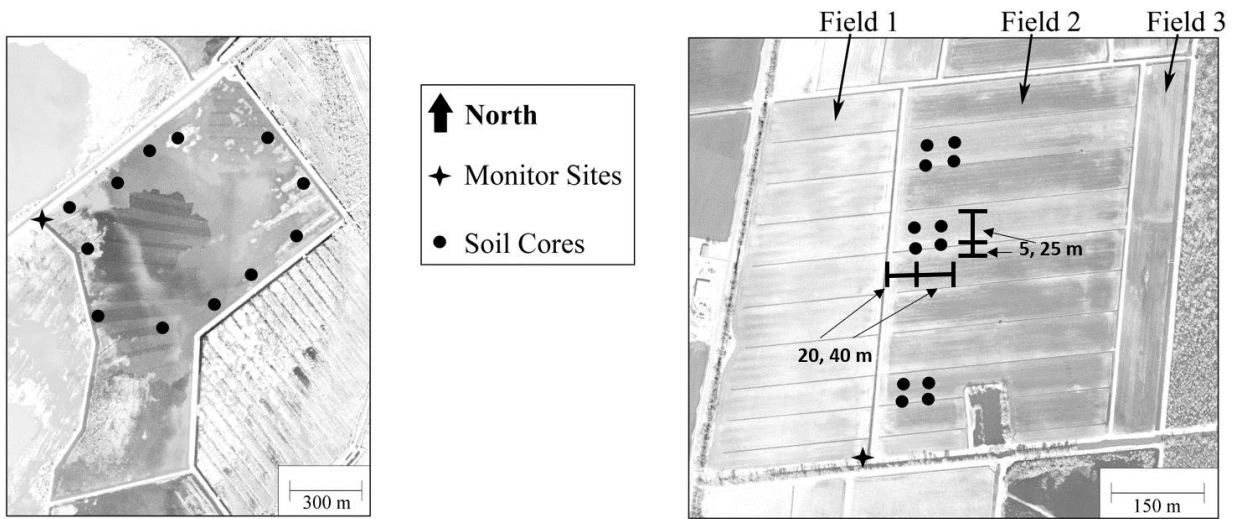 Field 1 Field 2 Field 3
North
Monitor Sites
Soil Cores
5, 25 m
20, 40 m
300 m
150 m